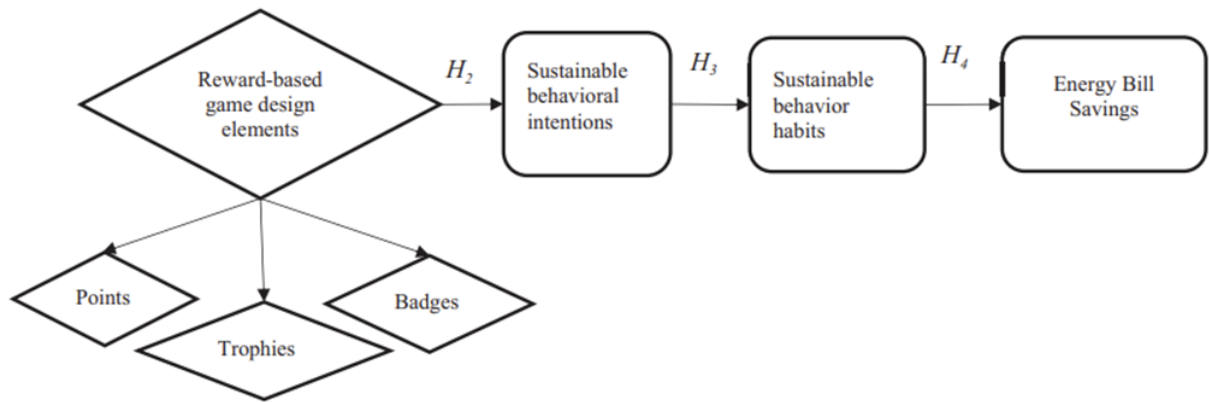 Reward-based
game design
elements
H₂
Sustainable
behavioral
intentions
H₃
Sustainable
behavior
habits
H₄
Energy Bill
Savings
Points
Trophies
Badges